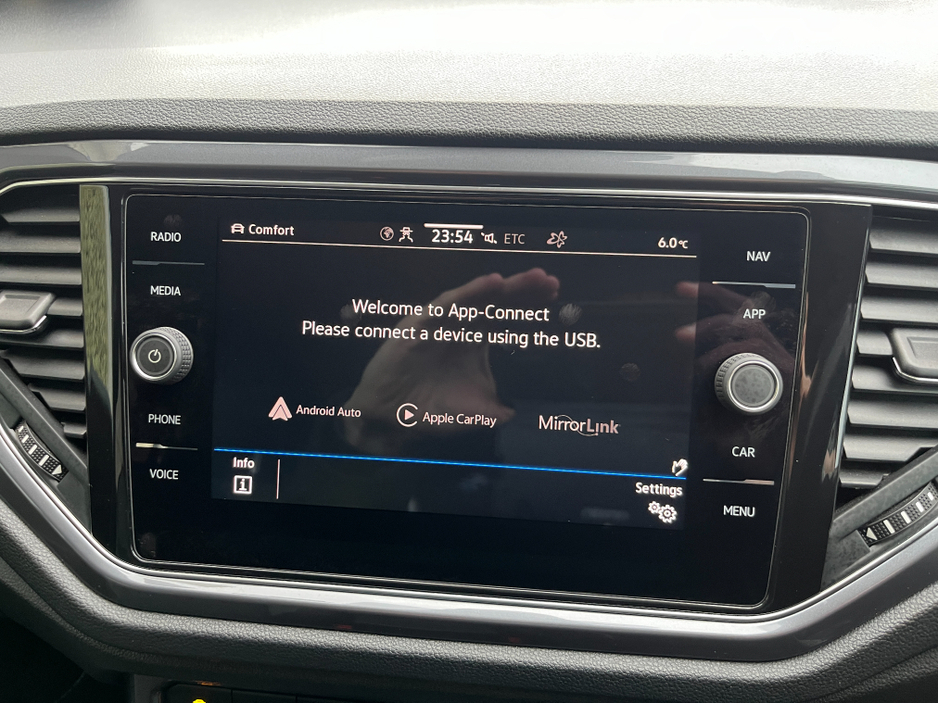 RADIO
MEDIA
PHONE
VOICE
Comfort
23:54
ETC
6.0°C
Welcome to App-Connect
Please connect a device using the USB.
Android Auto
Apple CarPlay
MirrorLink
Info
i
Settings
NAV
APP
CAR
MENU